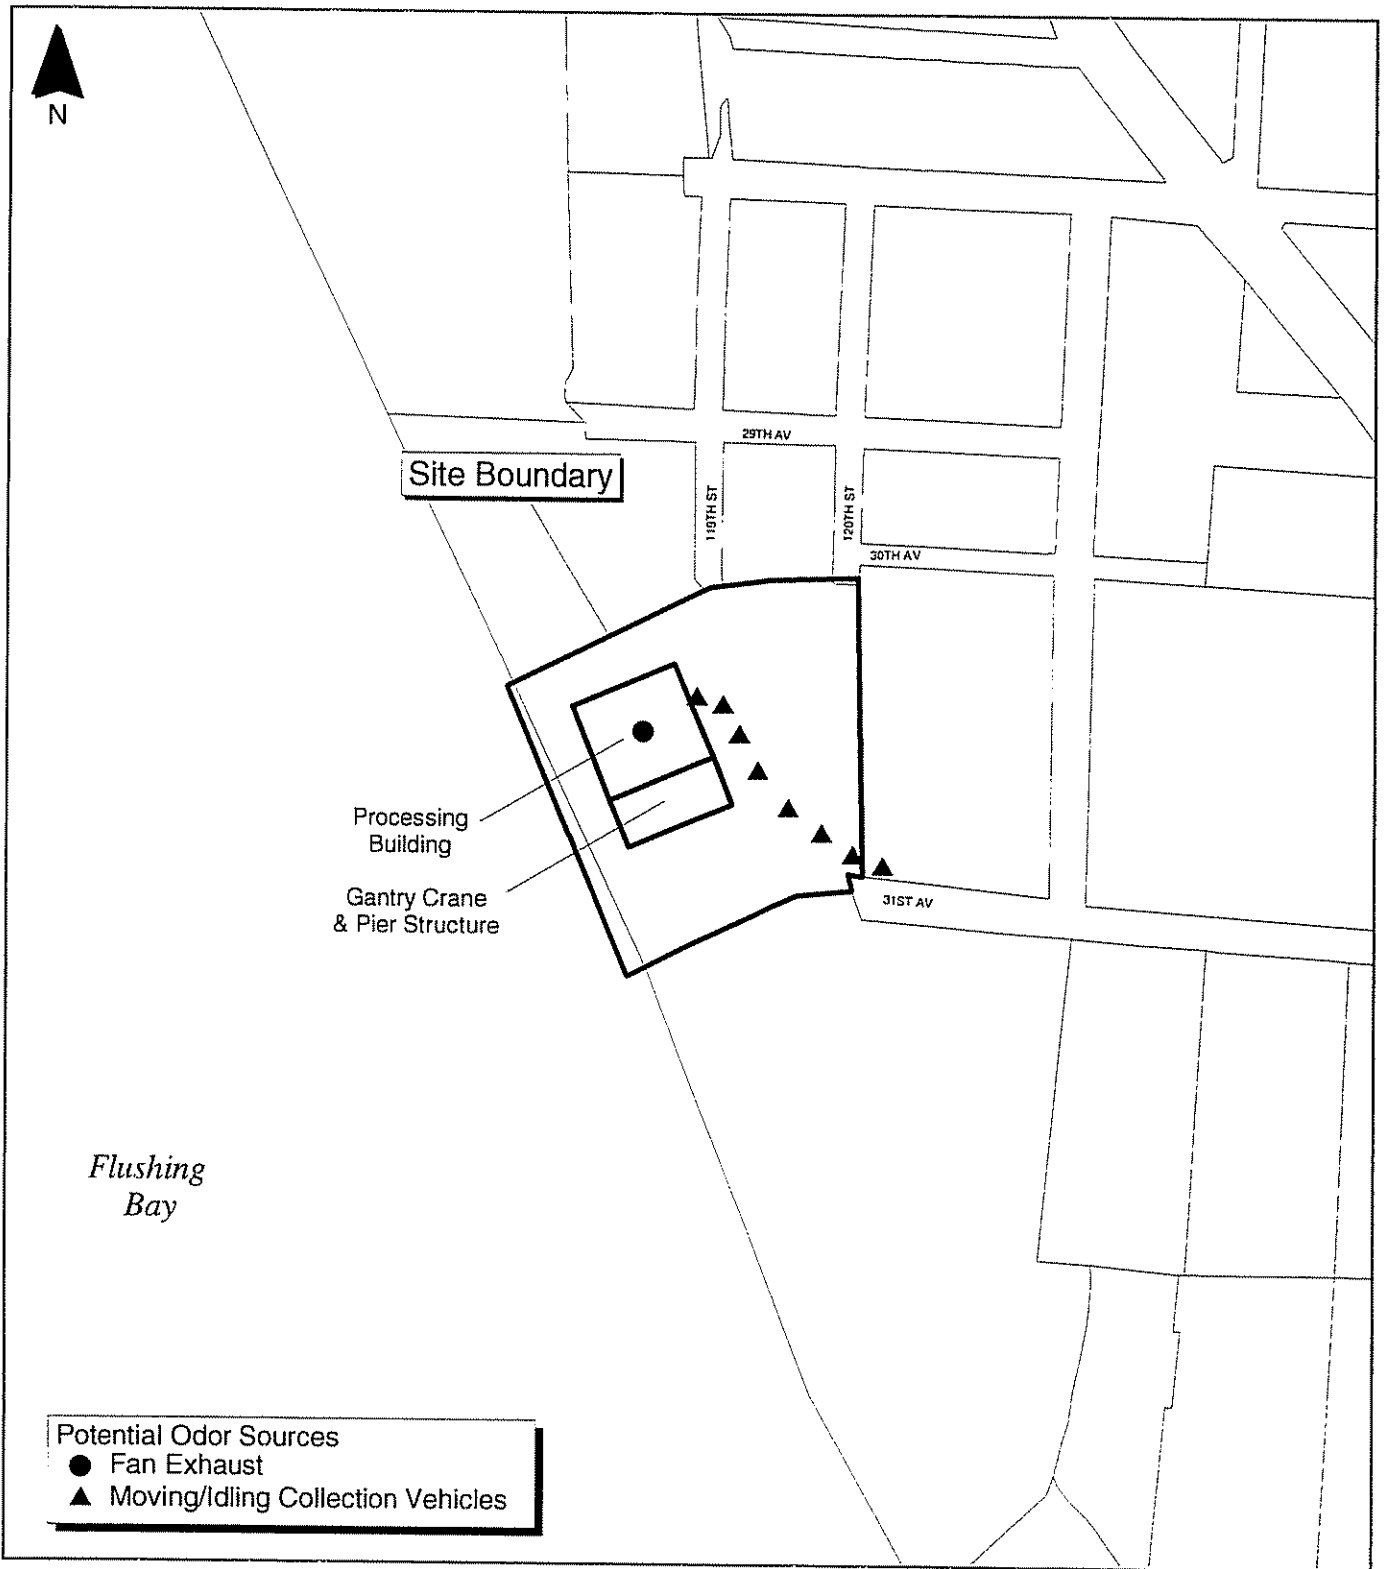 N
29TH AV
Site Boundary
119TH ST
120TH ST
30TH AV
Processing
Building
Gantry Crane
& Pier Structure
31ST AV
Flushing
Bay
Potential Odor Sources
Fan Exhaust
Moving/Idling Collection Vehicles